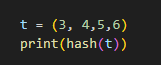 t = (3, 4,5,6)
print(hash(t))